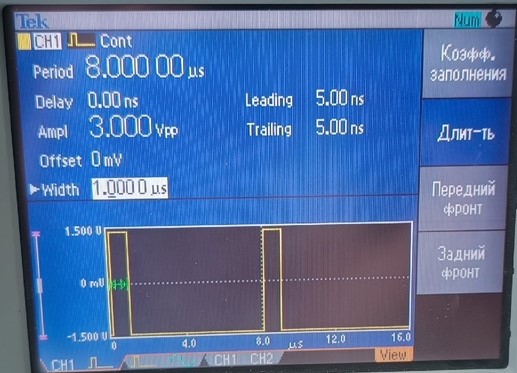 Tek
Num
CH1 Cont
Period 8.000 00 µs
Delay 0.00 ns
Leading 5.00 ns
Ampl 3.000 Vpp
Trailing 5.00 ns
Offset 0 mV
Width 1.0000 µs
Коэфф.
заполнения
Длит-ть
Передний
фронт
Задний
фронт
1.500 U
0 mU
-1.500 U
0 4.0 µs 8.0 12.0 16.0
CH1 CH1 CH2 View